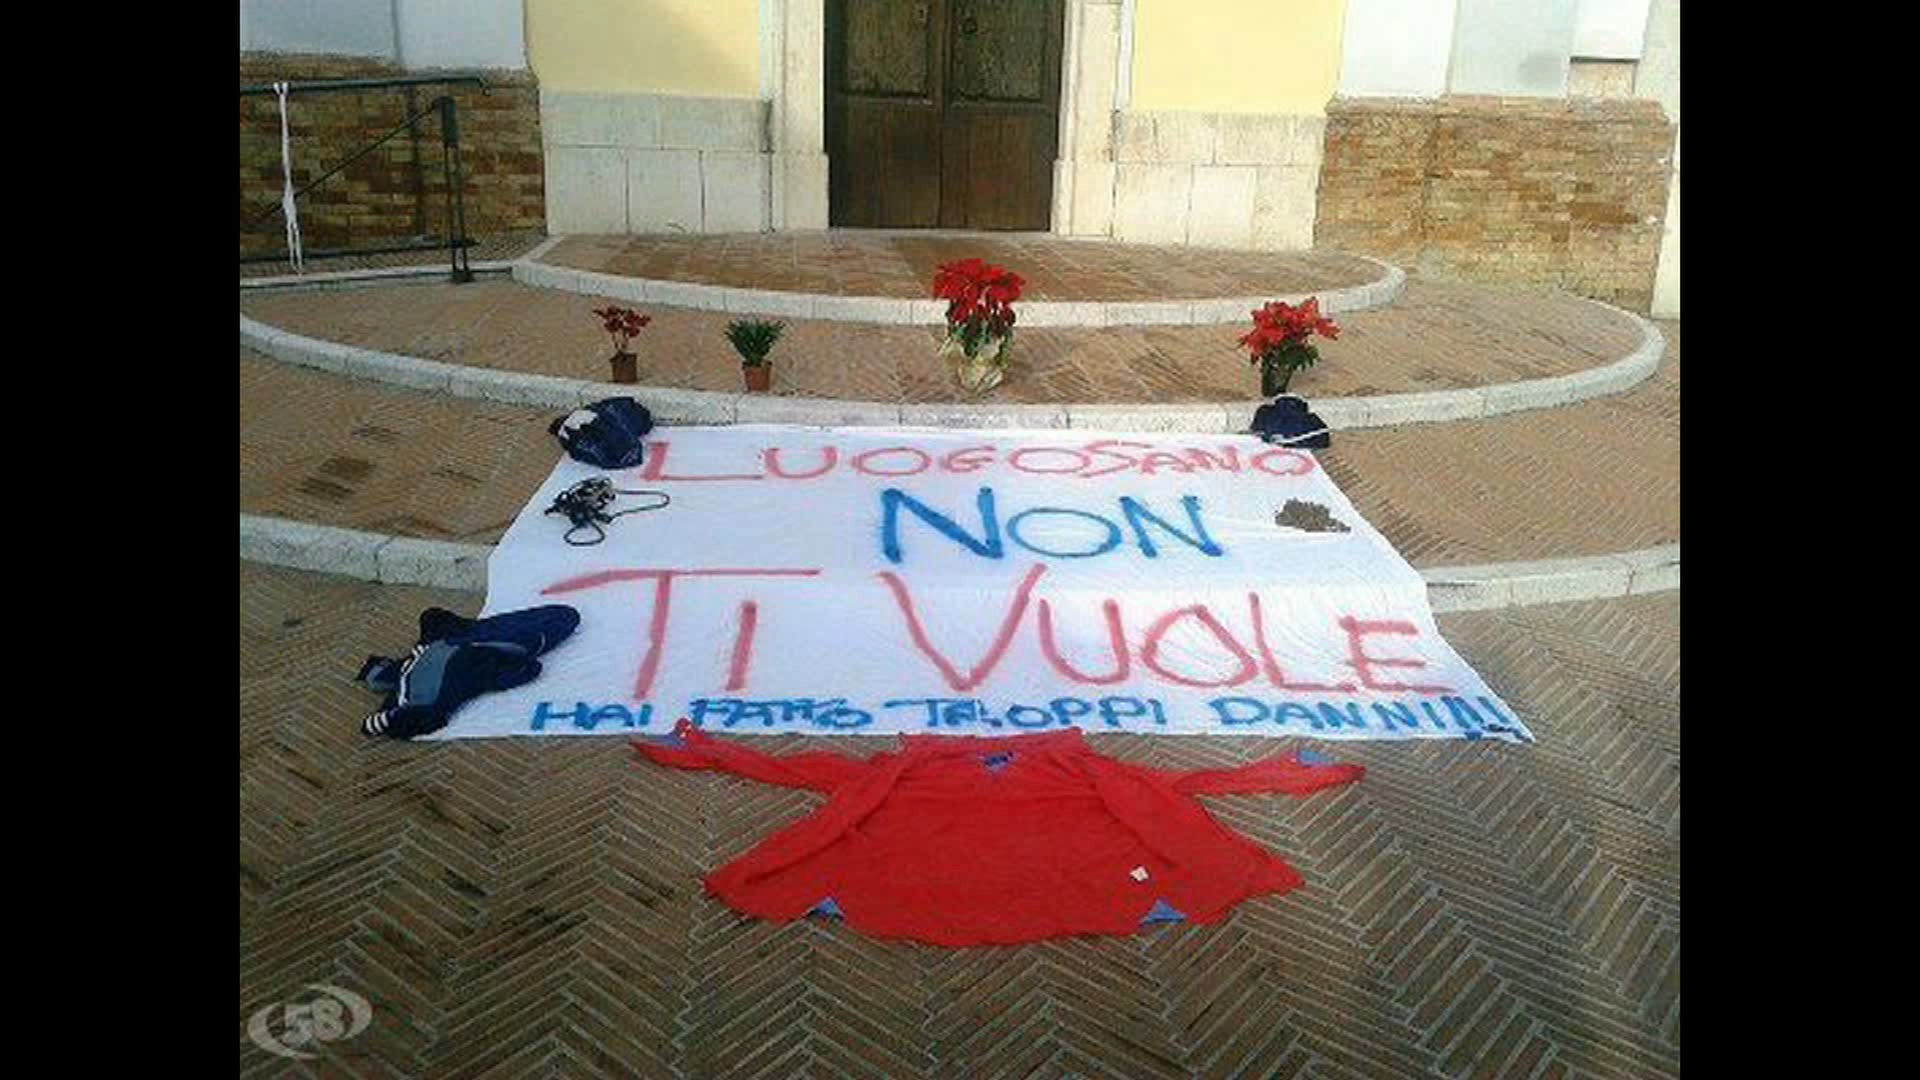 LUOGOSANO
NON
TI VUOLE
HAI FATTO TROPPI DANNI!!!
58